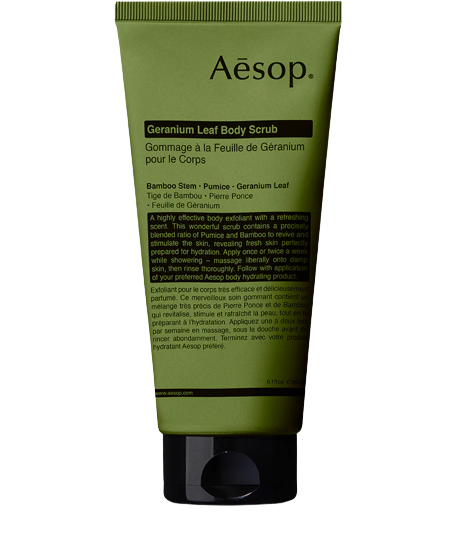 Aēsop®
Geranium Leaf Body Scrub
Gommage à la Feuille de Géranium
pour le Corps
Bamboo Stem · Pumice · Geranium Leaf
Tige de Bambou · Pierre Ponce
· Feuille de Géranium
A highly effective body exfoliant with a refreshing
scent. This wonderful scrub contains a precisely
blended ratio of Pumice and Bamboo to revive and
stimulate the skin, revealing fresh skin perfectly
prepared for hydration. Apply once or twice a week
while showering – massage liberally onto damp
skin, then rinse thoroughly. Follow with application
of your preferred Aesop body hydrating product.
Exfoliant pour le corps très efficace et délicieusement
parfumé. Ce merveilleux soin gommant contient un
mélange très précis de Pierre Ponce et de Bambou
qui revitalise, stimule et rafraîchit la peau, tout en la
préparant à l'hydratation. Appliquez une à deux fois
par semaine en massage, sous la douche avant de
rincer abondamment. Terminez avec votre produit
hydratant Aesop préféré.
www.aesop.com